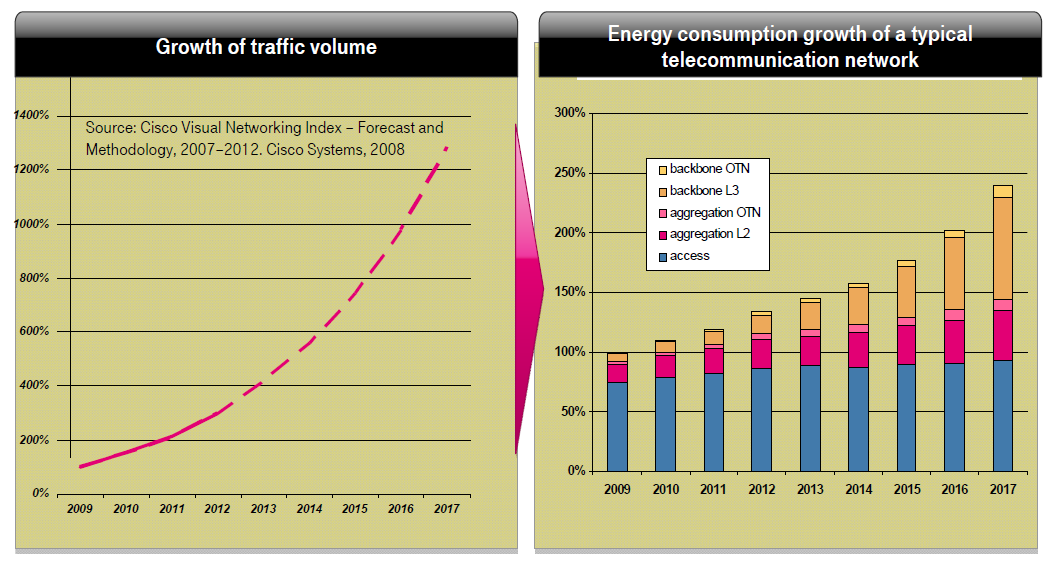 Growth of traffic volume
1400%
1200%
1000%
800%
600%
400%
200%
0%
Source: Cisco Visual Networking Index – Forecast and
Methodology, 2007–2012. Cisco Systems, 2008
2009 2010 2011 2012 2013 2014 2015 2016 2017
Energy consumption growth of a typical
telecommunication network
300%
250%
200%
150%
100%
50%
0%
backbone OTN
backbone L3
aggregation OTN
aggregation L2
access
2009 2010 2011 2012 2013 2014 2015 2016 2017